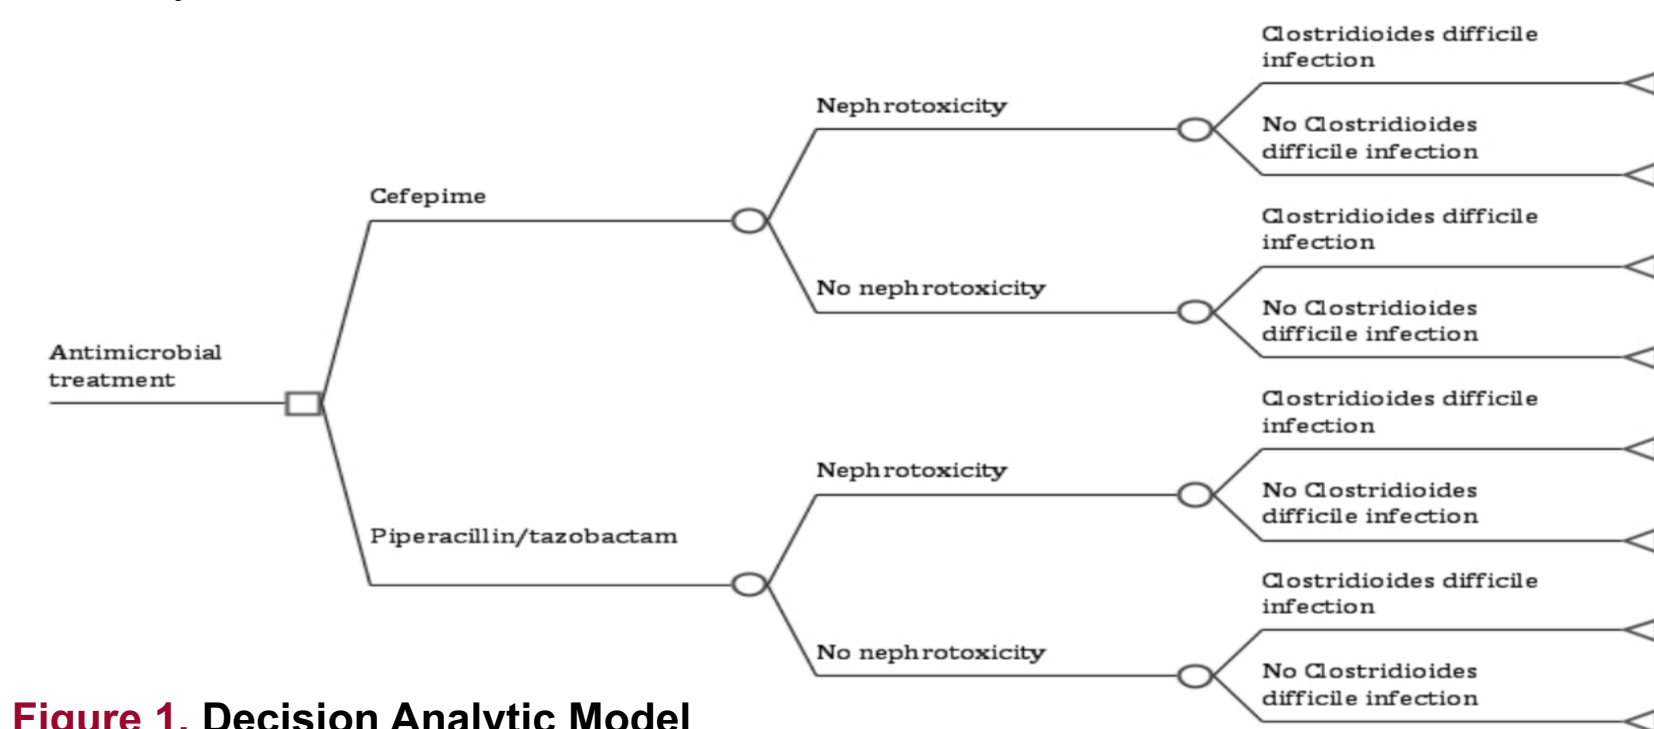 Clostridioides difficile
infection
Nephrotoxicity
No Clostridioides
difficile infection
Cefepime
Clostridioides difficile
infection
No nephrotoxicity
No Clostridioides
difficile infection
Antimicrobial
treatment
Clostridioides difficile
infection
Nephrotoxicity
No Clostridioides
difficile infection
Piperacillin/tazobactam
Clostridioides difficile
infection
No nephrotoxicity
No Clostridioides
difficile infection
Figure 1. Decision Analytic Model